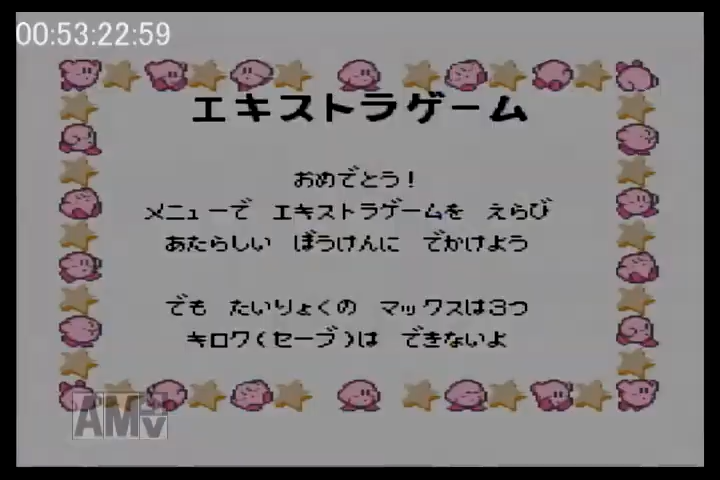 00:53:22:59
エキストラゲーム
おめでとう!
メニューで エキストラゲームを えらび
あたらしい ぼうけんに でかけよう
でも たいりょくの マックスは3つ
キロク(セーブ)は できないよ
AM4v